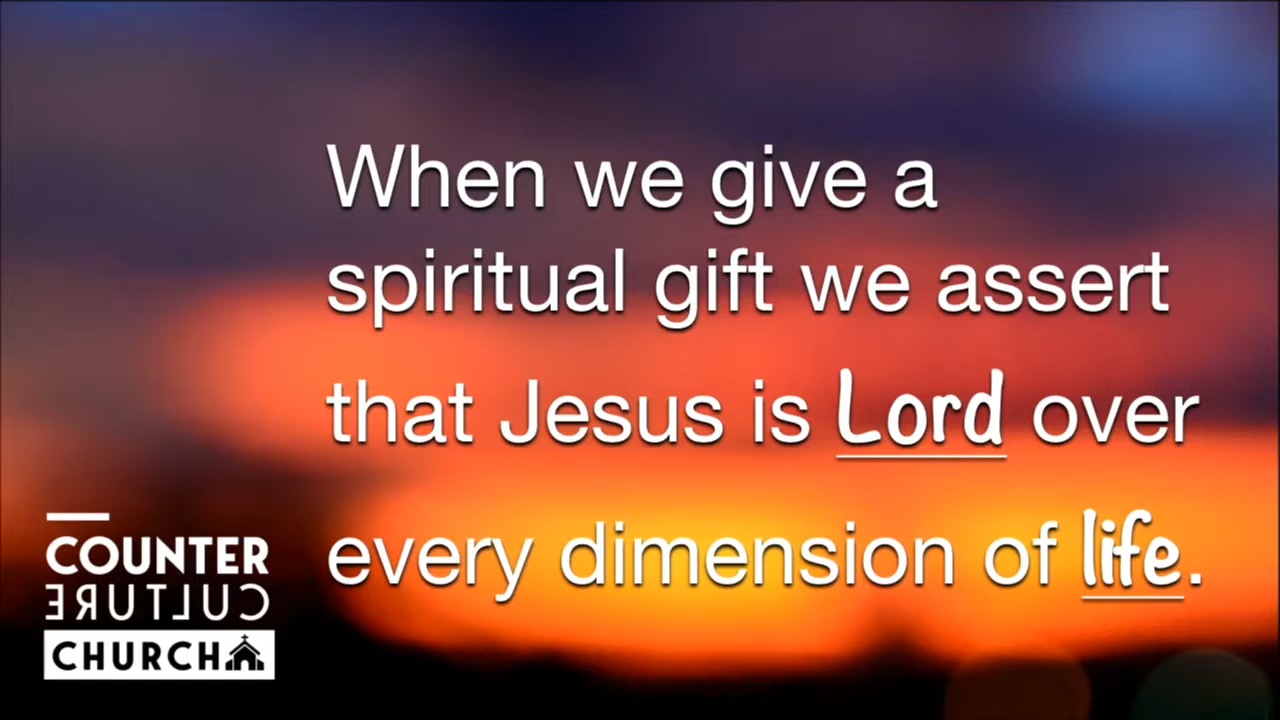 When we give a
spiritual gift we assert
that Jesus is Lord over
every dimension of life.
COUNTER
CULTURE
CHURCH